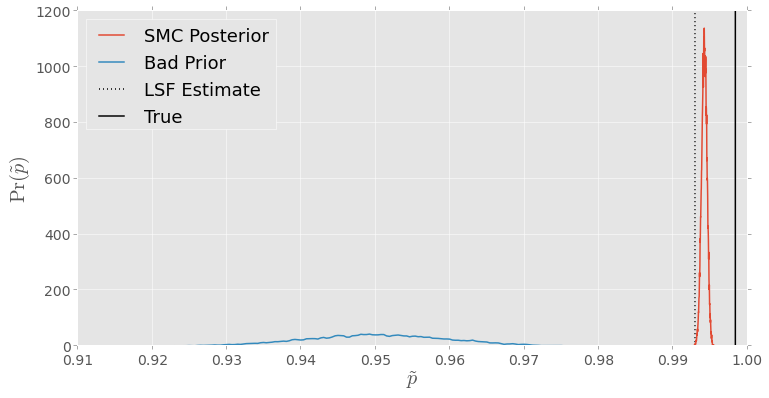 SMC Posterior
Bad Prior
LSF Estimate
True
1200
1000
800
600
400
200
0
Pr(p̃)
0.91 0.92 0.93 0.94 0.95 0.96 0.97 0.98 0.99 1.00
p̃